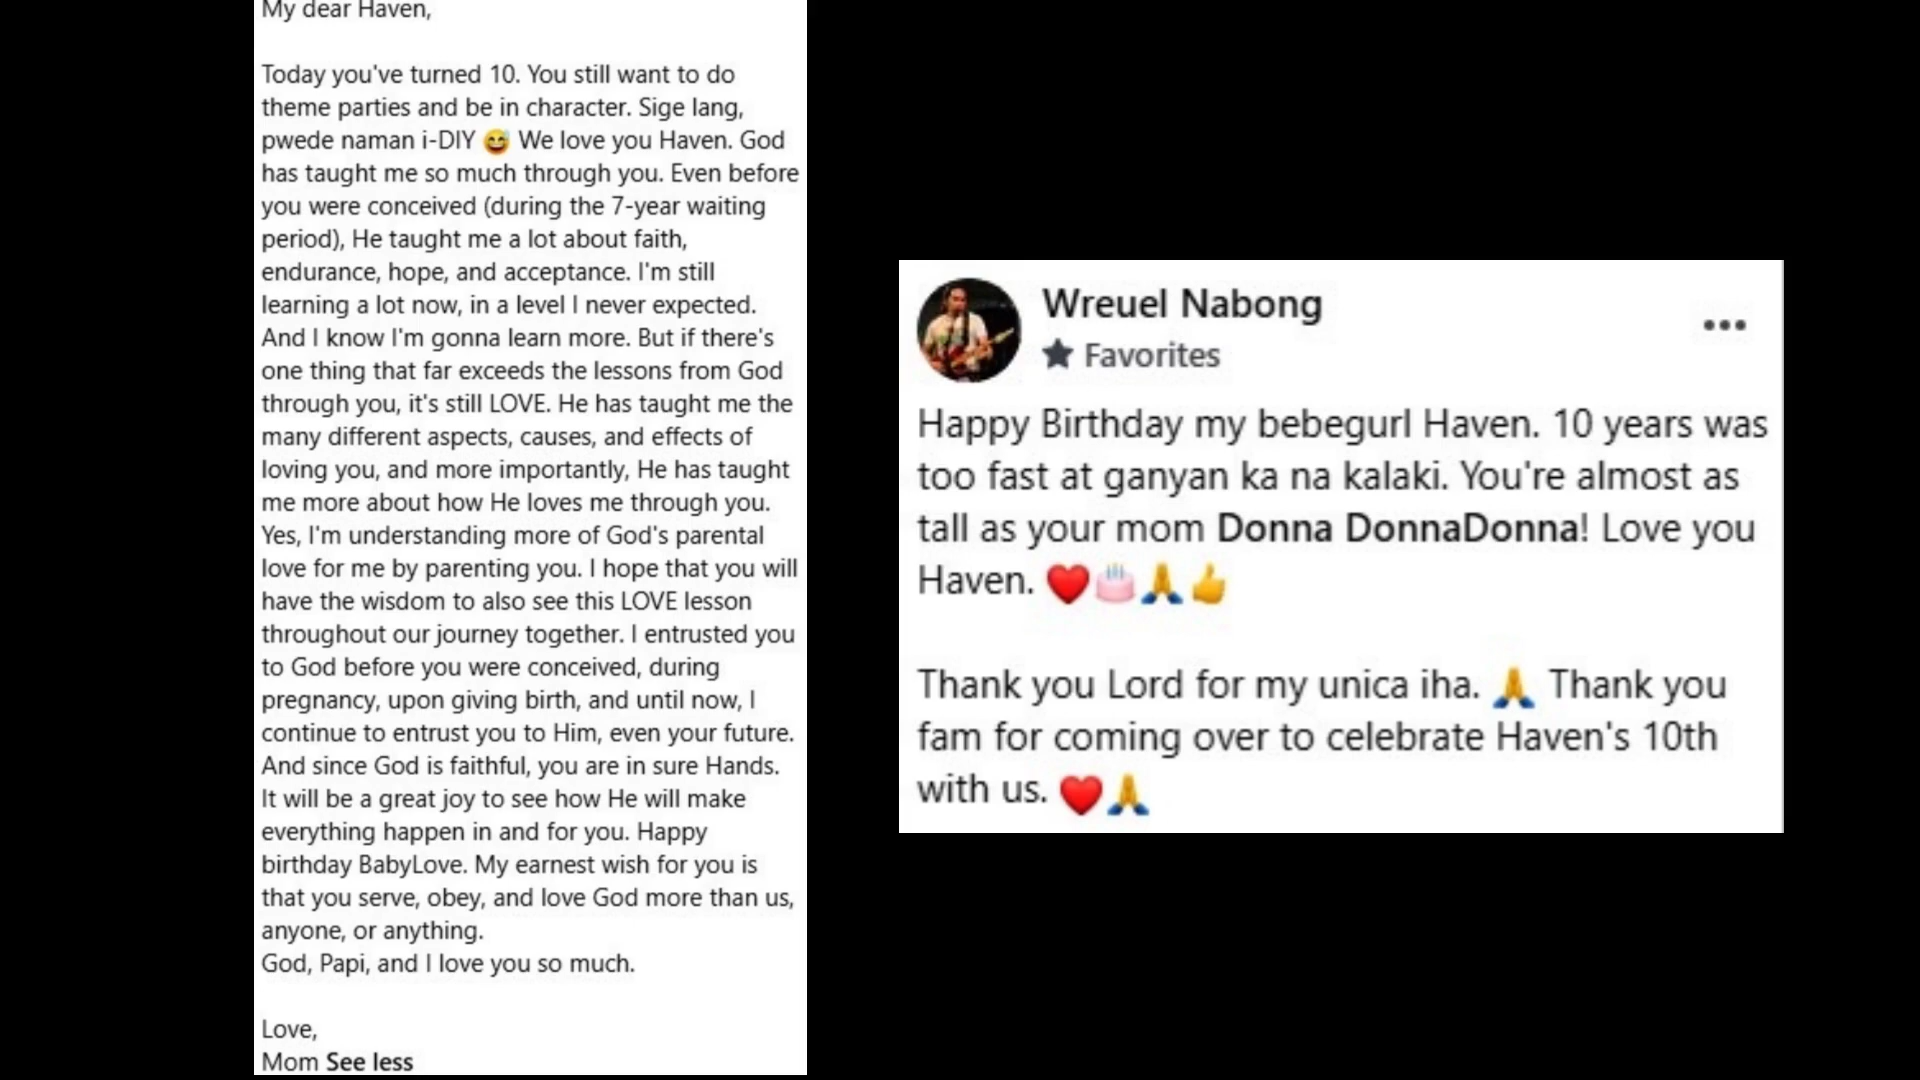 My dear Haven,
Today you've turned 10. You still want to do
theme parties and be in character. Sige lang,
pwede naman i-DIY 😅 We love you Haven. God
has taught me so much through you. Even before
you were conceived (during the 7-year waiting
period), He taught me a lot about faith,
endurance, hope, and acceptance. I'm still
learning a lot now, in a level I never expected.
And I know I'm gonna learn more. But if there's
one thing that far exceeds the lessons from God
through you, it's still LOVE. He has taught me the
many different aspects, causes, and effects of
loving you, and more importantly, He has taught
me more about how He loves me through you.
Yes, I'm understanding more of God's parental
love for me by parenting you. I hope that you will
have the wisdom to also see this LOVE lesson
throughout our journey together. I entrusted you
to God before you were conceived, during
pregnancy, upon giving birth, and until now, I
continue to entrust you to Him, even your future.
And since God is faithful, you are in sure Hands.
It will be a great joy to see how He will make
everything happen in and for you. Happy
birthday BabyLove. My earnest wish for you is
that you serve, obey, and love God more than us,
anyone, or anything.
God, Papi, and I love you so much.
Love,
Mom See less
Wreuel Nabong
Favorites
Happy Birthday my bebegurl Haven. 10 years was
too fast at ganyan ka na kalaki. You're almost as
tall as your mom Donna DonnaDonna! Love you
Haven. ❤️🎂🙏👍
Thank you Lord for my unica iha. 🙏 Thank you
fam for coming over to celebrate Haven's 10th
with us. ❤️🙏